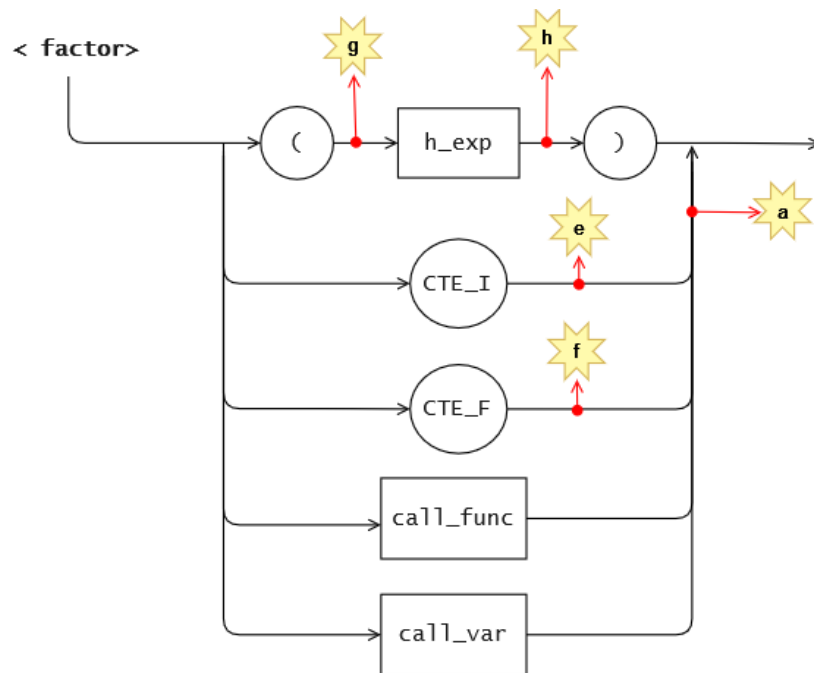 g
h
< factor>
(
h_exp
)
a
e
CTE_I
f
CTE_F
call_func
call_var